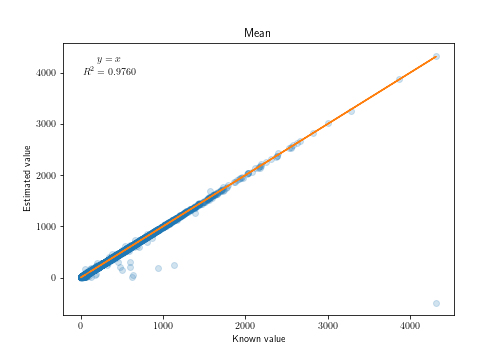 Mean
y = x
R² = 0.9760
Estimated value
4000
3000
2000
1000
0
0 1000 2000 3000 4000
Known value